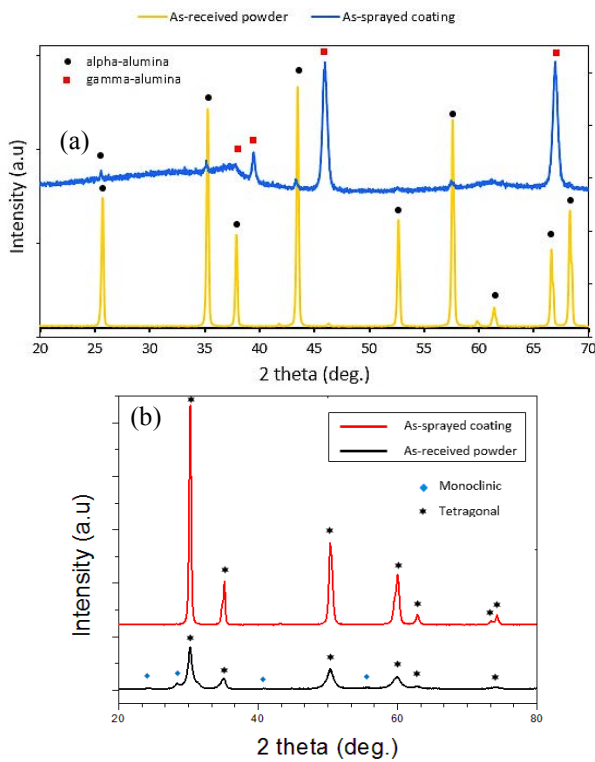 As-received powder As-sprayed coating
alpha-alumina
gamma-alumina
(a)
Intensity (a.u)
20 25 30 35 40 45 50 55 60 65 70
2 theta (deg.)
(b)
As-sprayed coating
As-received powder
Monoclinic
Tetragonal
Intensity (a.u)
20 40 60 80
2 theta (deg.)